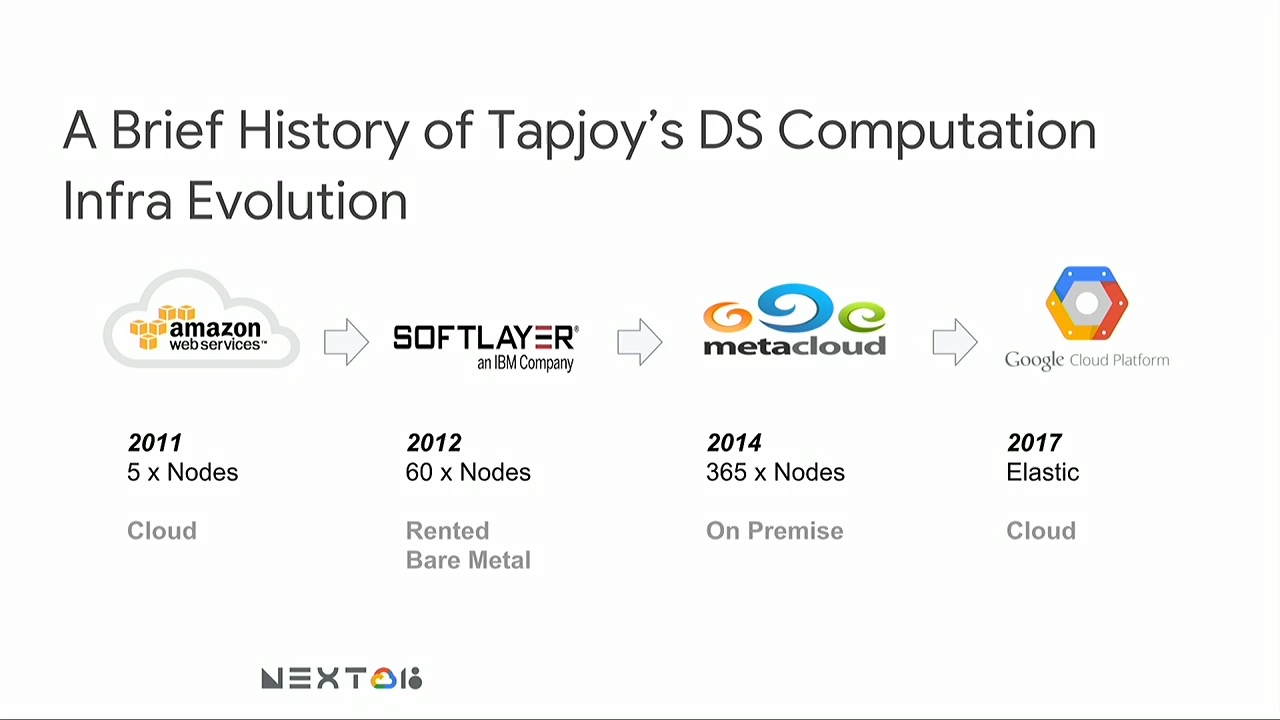 A Brief History of Tapjoy’s DS Computation
Infra Evolution
amazon
web services™
SOFTLAYER®
an IBM Company
metacloud
Google Cloud Platform
2011
5 x Nodes
Cloud
2012
60 x Nodes
Rented
Bare Metal
2014
365 x Nodes
On Premise
2017
Elastic
Cloud
NEXT 18